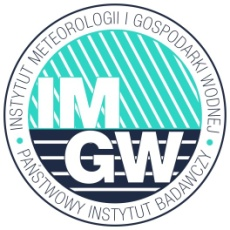 INSTYTUT METEOROLOGII I GOSPODARKI WODNEJ
IM
GW
• PAŃSTWOWY INSTYTUT BADAWCZY •